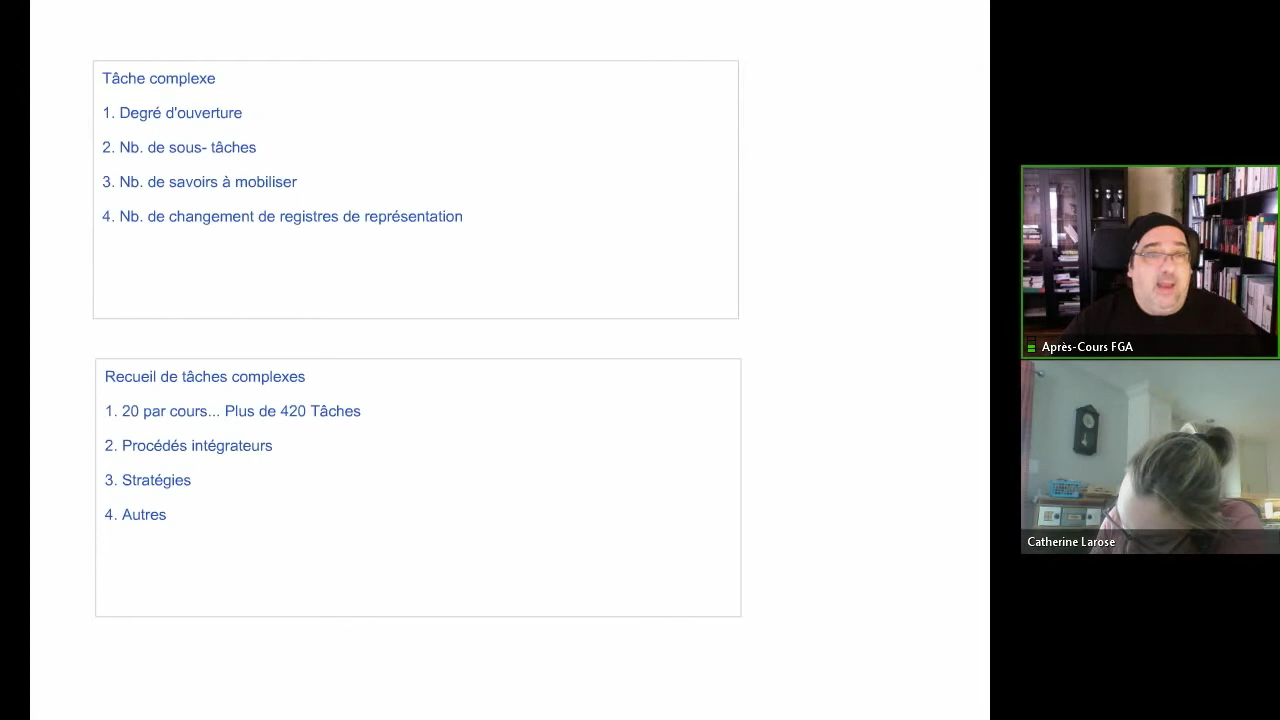 Tâche complexe
1. Degré d'ouverture
2. Nb. de sous- tâches
3. Nb. de savoirs à mobiliser
4. Nb. de changement de registres de représentation
Recueil de tâches complexes
1. 20 par cours... Plus de 420 Tâches
2. Procédés intégrateurs
3. Stratégies
4. Autres
Après-Cours FGA
Catherine Larose